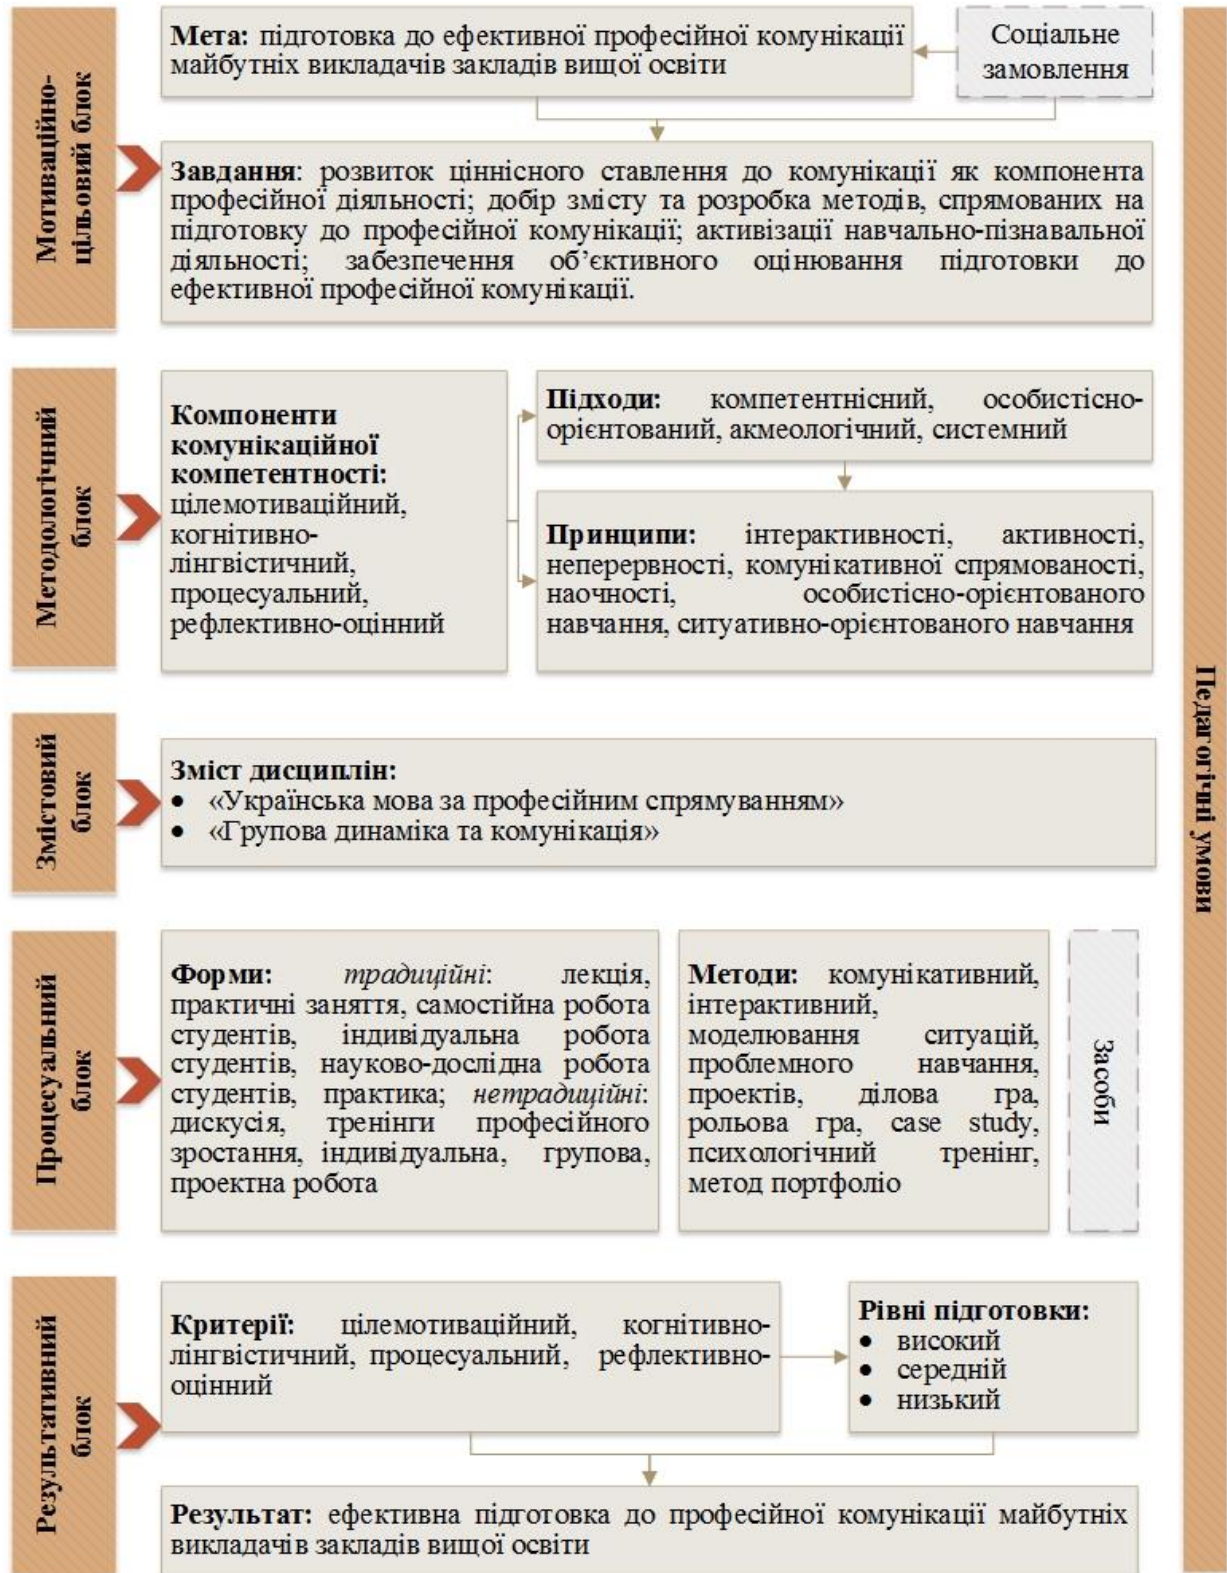 Мотиваційно-
цільовий блок
Мета: підготовка до ефективної професійної комунікації
майбутніх викладачів закладів вищої освіти
Соціальне
замовлення
Завдання: розвиток ціннісного ставлення до комунікації як компонента
професійної діяльності; добір змісту та розробка методів, спрямованих на
підготовку до професійної комунікації; активізації навчально-пізнавальної
діяльності; забезпечення об’єктивного оцінювання підготовки до
ефективної професійної комунікації.
Методологічний
блок
Компоненти
комунікаційної
компетентності:
цілемотиваційний,
когнітивно-
лінгвістичний,
процесуальний,
рефлективно-оцінний
Підходи: компетентнісний, особистісно-
орієнтований, акмеологічний, системний
Принципи: інтерактивності, активності,
неперервності, комунікативної спрямованості,
наочності, особистісно-орієнтованого
навчання, ситуативно-орієнтованого навчання
Змістовий
блок
Зміст дисциплін:
• «Українська мова за професійним спрямуванням»
• «Групова динаміка та комунікація»
Процесуальний
блок
Форми: традиційні: лекція,
практичні заняття, самостійна робота
студентів, індивідуальна робота
студентів, науково-дослідна робота
студентів, практика; нетрадиційні:
дискусія, тренінги професійного
зростання, індивідуальна, групова,
проектна робота
Методи: комунікативний,
інтерактивний,
моделювання ситуацій,
проблемного навчання,
проектів, ділова гра,
рольова гра, case study,
психологічний тренінг,
метод портфоліо
Засоби
Результативний
блок
Критерії: цілемотиваційний, когнітивно-
лінгвістичний, процесуальний, рефлективно-
оцінний
Рівні підготовки:
• високий
• середній
• низький
Результат: ефективна підготовка до професійної комунікації майбутніх
викладачів закладів вищої освіти
Педагогічні умови